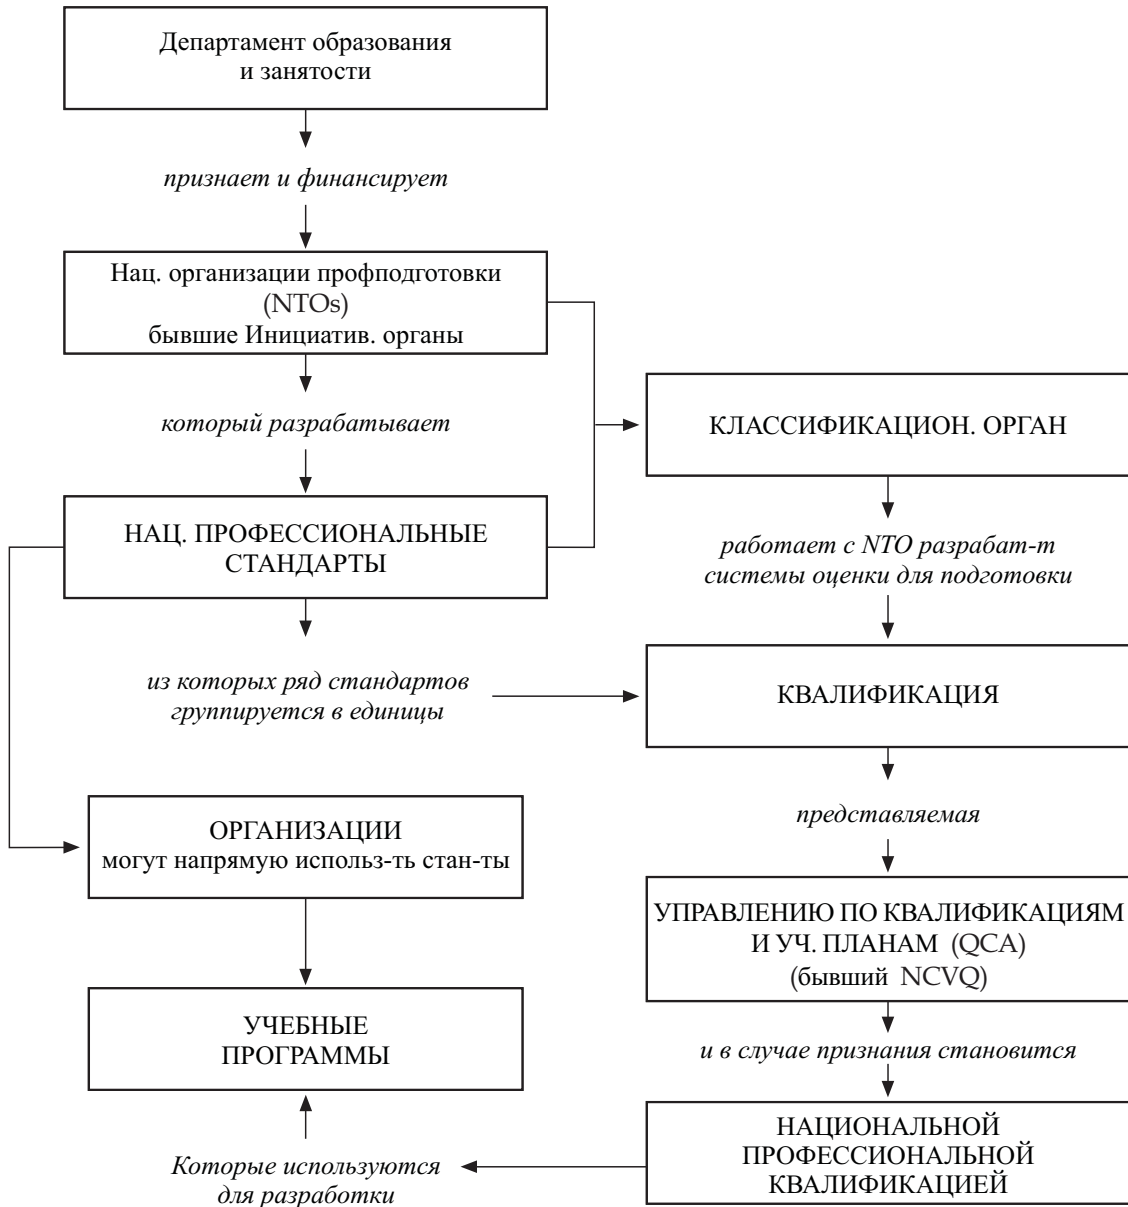 Департамент образования
и занятости
признает и финансирует
Нац. организации профподготовки
(NTOs)
бывшие Инициатив. органы
который разрабатывает
КЛАССИФИКАЦИОН. ОРГАН
НАЦ. ПРОФЕССИОНАЛЬНЫЕ
СТАНДАРТЫ
работает с NTO разрабат-т
системы оценки для подготовки
из которых ряд стандартов
группируется в единицы
КВАЛИФИКАЦИЯ
представляемая
ОРГАНИЗАЦИИ
могут напрямую использ-ть стан-ты
УПРАВЛЕНИЮ ПО КВАЛИФИКАЦИЯМ
И УЧ. ПЛАНАМ (QCA)
(бывший NCVQ)
УЧЕБНЫЕ
ПРОГРАММЫ
и в случае признания становится
НАЦИОНАЛЬНОЙ
ПРОФЕССИОНАЛЬНОЙ
КВАЛИФИКАЦИЕЙ
Которые используются
для разработки